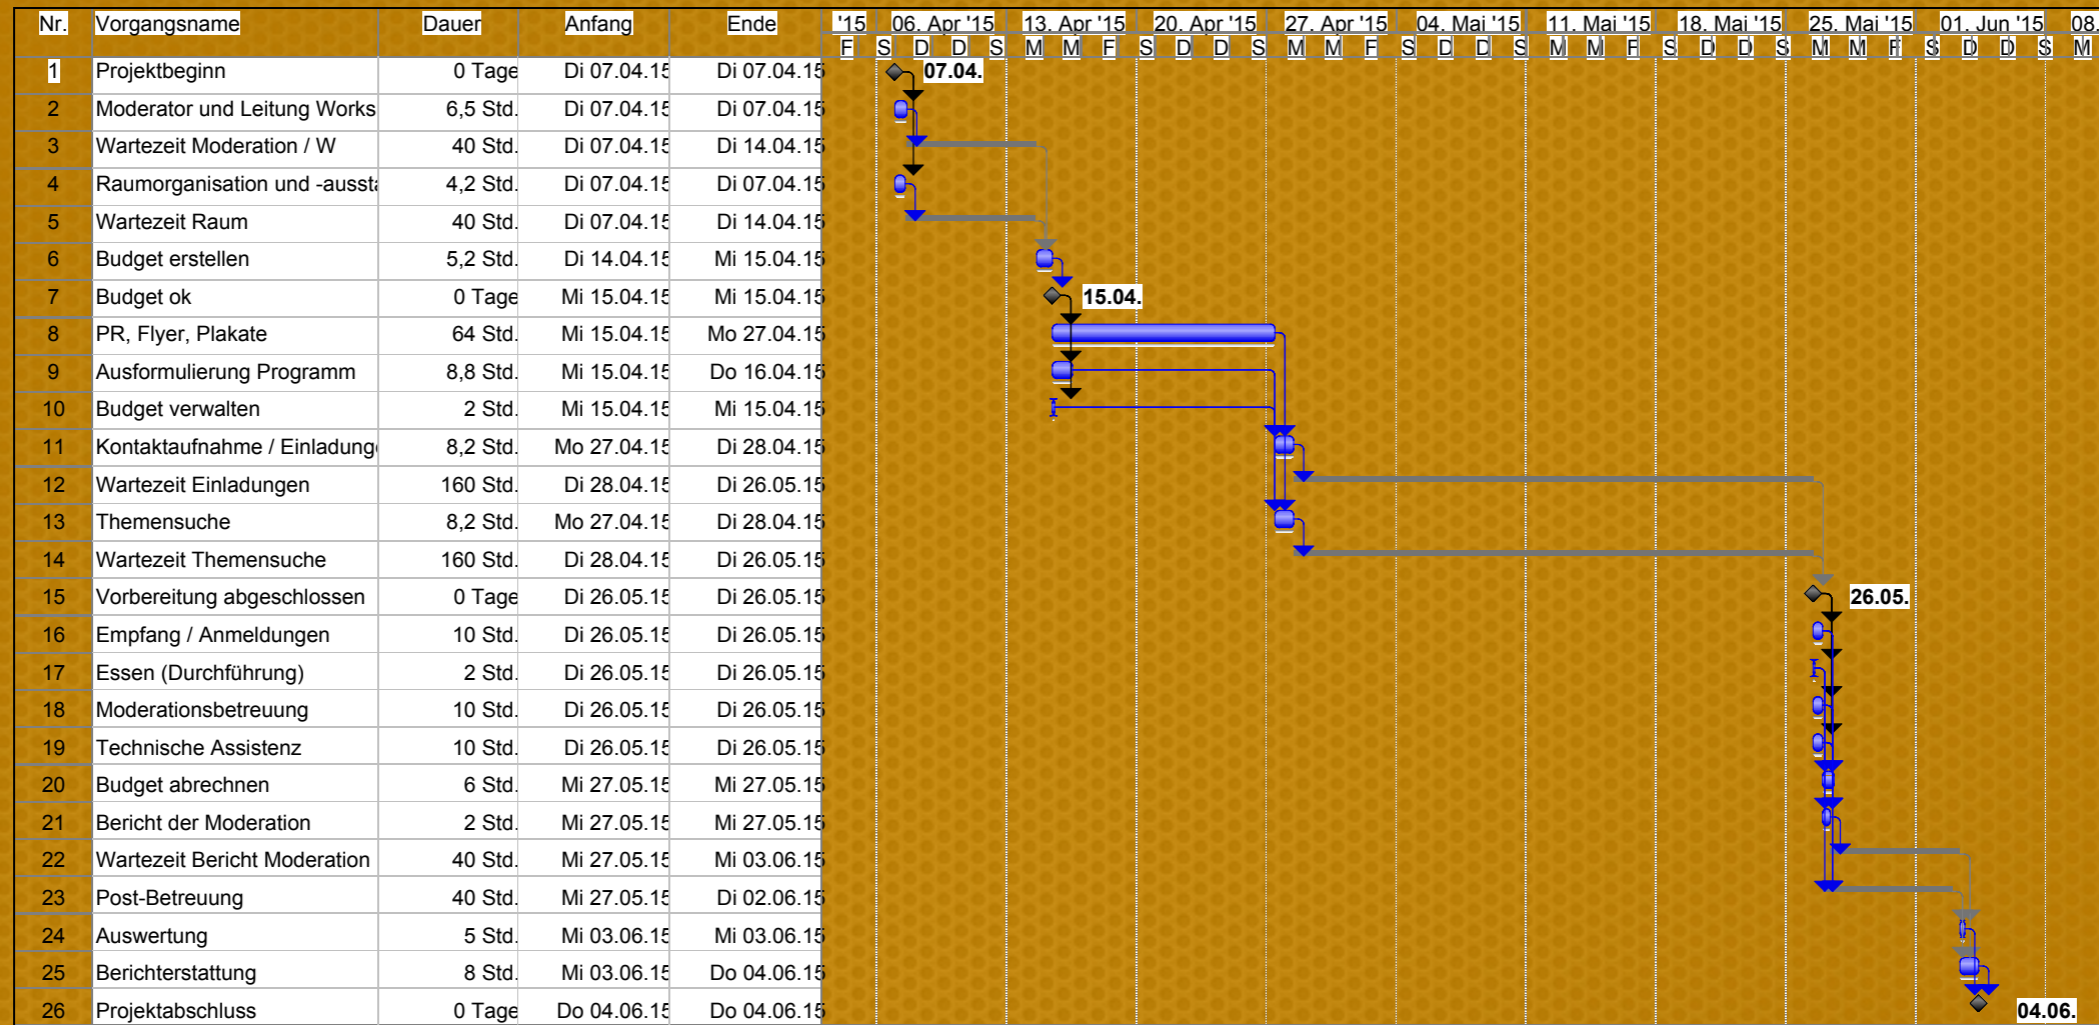 Nr. Vorgangsname Dauer Anfang Ende '15 06. Apr '15 13. Apr '15 20. Apr '15 27. Apr '15 04. Mai '15 11. Mai '15 18. Mai '15 25. Mai '15 01. Jun '15 08.
F S D D S M M F S D D S M M F S D D S M M F S D D S M M F S D D S M
1 Projektbeginn 0 Tage Di 07.04.15 Di 07.04.15 07.04.
2 Moderator und Leitung Works 6,5 Std. Di 07.04.15 Di 07.04.15
3 Wartezeit Moderation / W 40 Std. Di 07.04.15 Di 14.04.15
4 Raumorganisation und -aussta 4,2 Std. Di 07.04.15 Di 07.04.15
5 Wartezeit Raum 40 Std. Di 07.04.15 Di 14.04.15
6 Budget erstellen 5,2 Std. Di 14.04.15 Mi 15.04.15
7 Budget ok 0 Tage Mi 15.04.15 Mi 15.04.15 15.04.
8 PR, Flyer, Plakate 64 Std. Mi 15.04.15 Mo 27.04.15
9 Ausformulierung Programm 8,8 Std. Mi 15.04.15 Do 16.04.15
10 Budget verwalten 2 Std. Mi 15.04.15 Mi 15.04.15
11 Kontaktaufnahme / Einladung 8,2 Std. Mo 27.04.15 Di 28.04.15
12 Wartezeit Einladungen 160 Std. Di 28.04.15 Di 26.05.15
13 Themensuche 8,2 Std. Mo 27.04.15 Di 28.04.15
14 Wartezeit Themensuche 160 Std. Di 28.04.15 Di 26.05.15
15 Vorbereitung abgeschlossen 0 Tage Di 26.05.15 Di 26.05.15 26.05.
16 Empfang / Anmeldungen 10 Std. Di 26.05.15 Di 26.05.15
17 Essen (Durchführung) 2 Std. Di 26.05.15 Di 26.05.15
18 Moderationsbetreuung 10 Std. Di 26.05.15 Di 26.05.15
19 Technische Assistenz 10 Std. Di 26.05.15 Di 26.05.15
20 Budget abrechnen 6 Std. Mi 27.05.15 Mi 27.05.15
21 Bericht der Moderation 2 Std. Mi 27.05.15 Mi 27.05.15
22 Wartezeit Bericht Moderation 40 Std. Mi 27.05.15 Mi 03.06.15
23 Post-Betreuung 40 Std. Mi 27.05.15 Di 02.06.15
24 Auswertung 5 Std. Mi 03.06.15 Mi 03.06.15
25 Berichterstattung 8 Std. Mi 03.06.15 Do 04.06.15
26 Projektabschluss 0 Tage Do 04.06.15 Do 04.06.15 04.06.